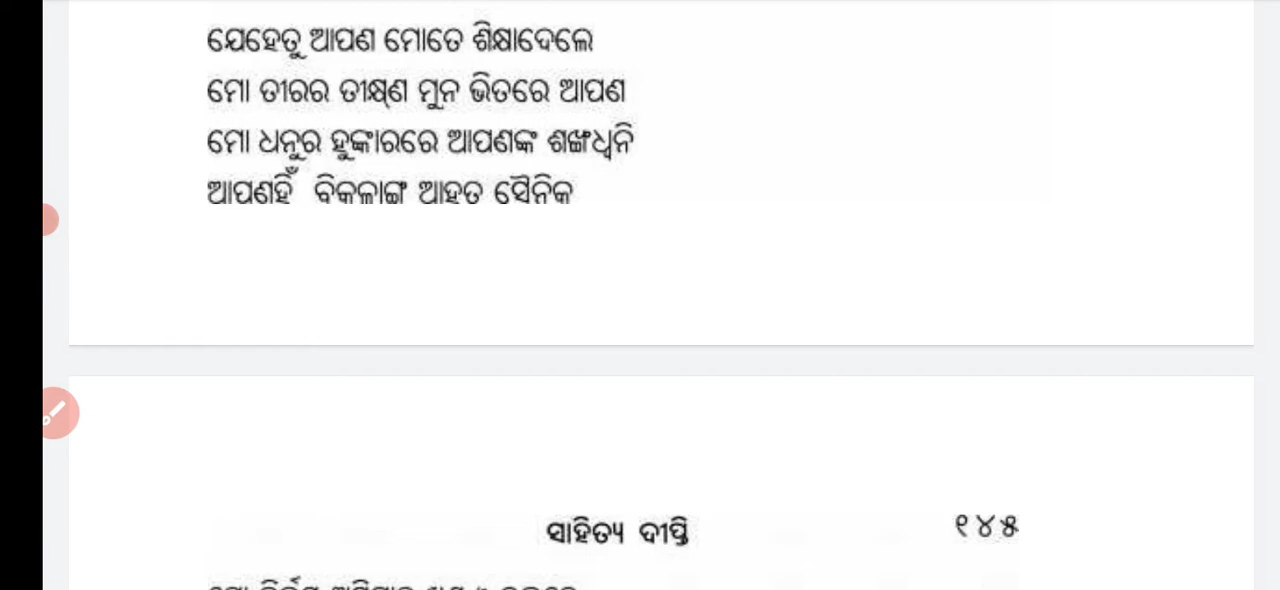 ଯେହେତୁ ଆପଣ ମୋତେ ଶିକ୍ଷାଦେଲେ
ମୋ ତୀରର ତୀକ୍ଷ୍ଣ ମୁନ ଭିତରେ ଆପଣ
ମୋ ଧନୁର ହୁଙ୍କାରରେ ଆପଣଙ୍କ ଶଙ୍ଖଧ୍ୱନି
ଆପଣହିଁ ବିକଳାଙ୍ଗ ଆହତ ସୈନିକ
ସାହିତ୍ୟ ଦୀପ୍ତି ୧୪୫